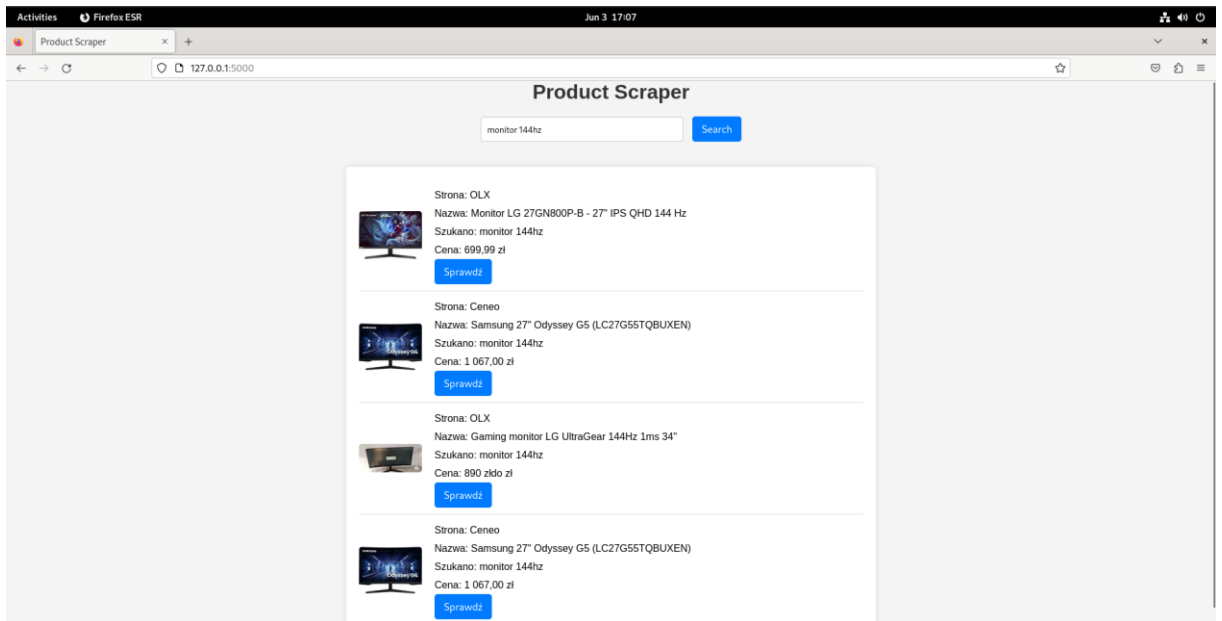 Activities Firefox ESR Jun 3 17:07
Product Scraper
127.0.0.1:5000
Product Scraper
monitor 144hz Search
Strona: OLX
Nazwa: Monitor LG 27GN800P-B - 27" IPS QHD 144 Hz
Szukano: monitor 144hz
Cena: 699,99 zł
Sprawdź
Strona: Ceneo
Nazwa: Samsung 27" Odyssey G5 (LC27G55TQBUXEN)
Szukano: monitor 144hz
Cena: 1 067,00 zł
Sprawdź
Strona: OLX
Nazwa: Gaming monitor LG UltraGear 144Hz 1ms 34"
Szukano: monitor 144hz
Cena: 890 złdo zł
Sprawdź
Strona: Ceneo
Nazwa: Samsung 27" Odyssey G5 (LC27G55TQBUXEN)
Szukano: monitor 144hz
Cena: 1 067,00 zł
Sprawdź